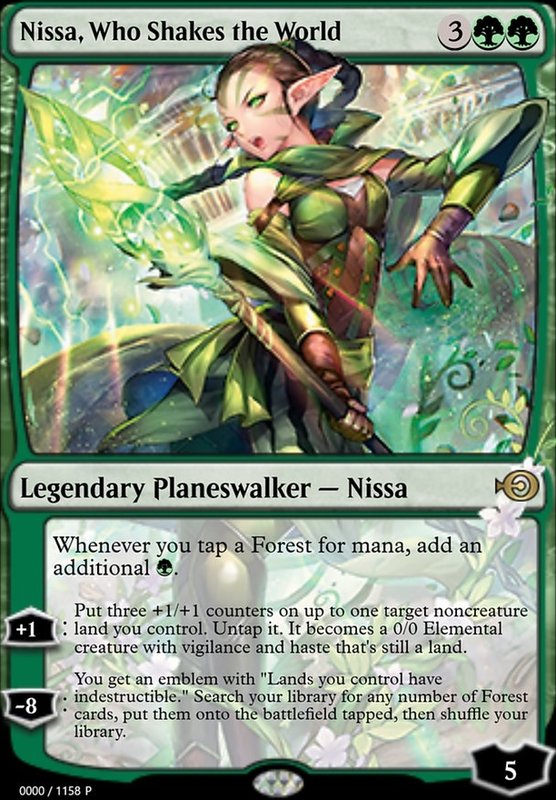 Nissa, Who Shakes the World 3
Legendary Planeswalker — Nissa
Whenever you tap a Forest for mana, add an
additional .
Put three +1/+1 counters on up to one target noncreature
+1 : land you control. Untap it. It becomes a 0/0 Elemental
creature with vigilance and haste that's still a land.
You get an emblem with "Lands you control have
-8 : indestructible." Search your library for any number of Forest
cards, put them onto the battlefield tapped, then shuffle your
library.
5
0000 / 1158 P